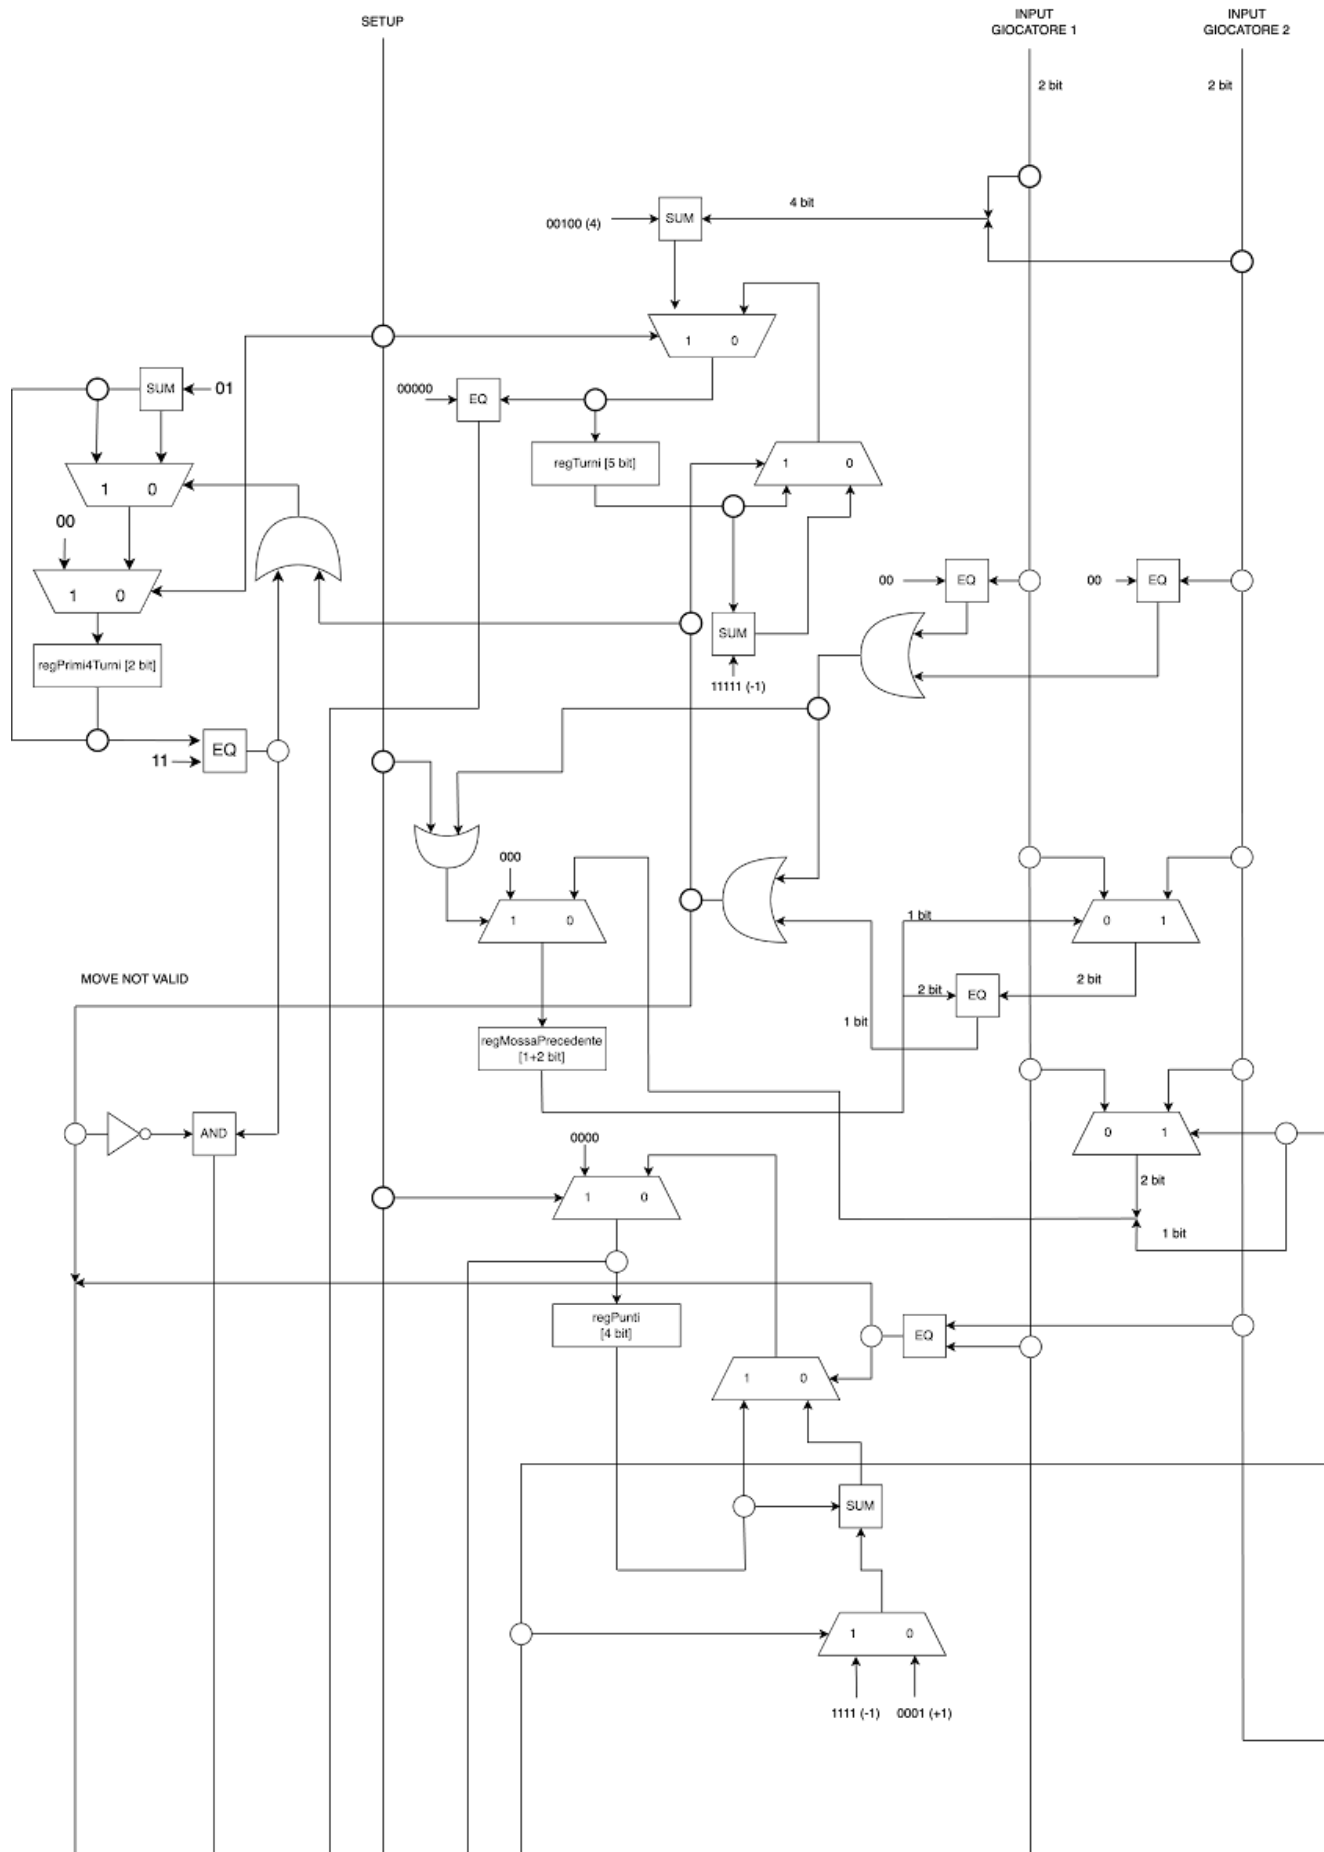 SETUP
INPUT
GIOCATORE 1
INPUT
GIOCATORE 2
2 bit
2 bit
00100 (4)
SUM
4 bit
1 0
SUM
01
00000
EQ
regTurni [5 bit]
1 0
1 0
00
1 0
regPrimi4Turni [2 bit]
00
EQ
00
EQ
SUM
11111 (-1)
EQ
11
000
1 0
1 bit
0 1
MOVE NOT VALID
2 bit
EQ
2 bit
1 bit
regMossaPrecedente
[1+2 bit]
AND
0000
0 1
1 0
2 bit
1 bit
regPunti
[4 bit]
EQ
1 0
SUM
1 0
1111 (-1)
0001 (+1)